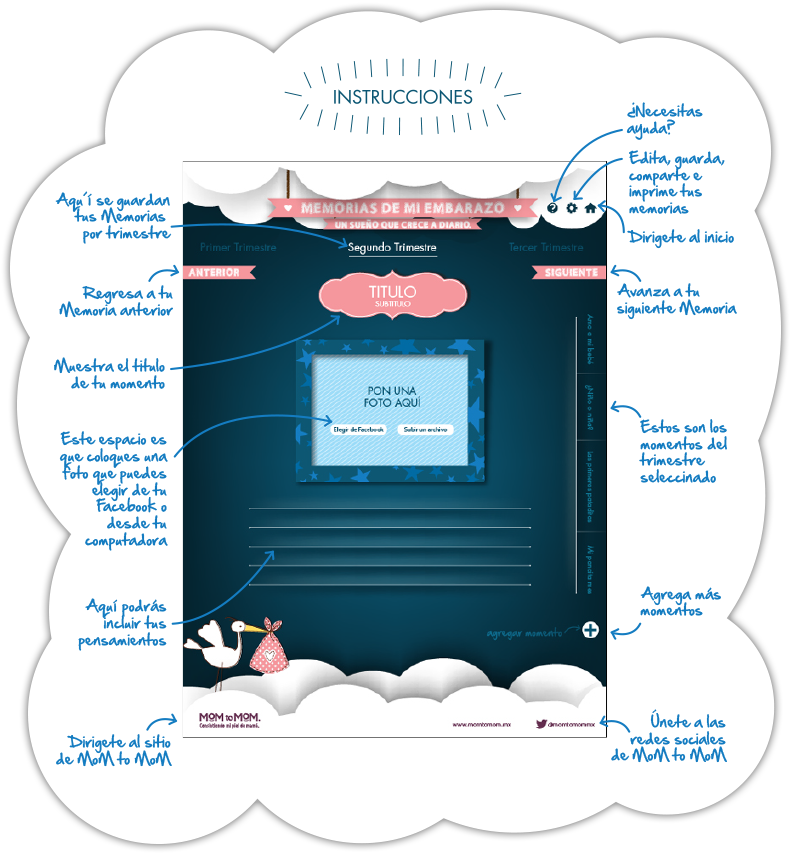 INSTRUCCIONES
¿Necesitas
ayuda?
Edita, guarda,
comparte e
imprime tus
memorias
Dirigete al inicio
Aqu'í se guardan
tus Memorias
por trimestre
MEMORIAS DE MI EMBARAZO
UN SUEÑO QUE CRECE A DIARIO.
Primer Trimestre
Segundo Trimestre
Tercer Trimestre
ANTERIOR
SIGUIENTE
Regresa a tu
Memoria anterior
Avanza a tu
siguiente Memoria
TITULO
SUBTITULO
Muestra el titulo
de tu momento
PON UNA
FOTO AQUÍ
Elegir de Facebook
Subir un archivo
Amo a mi bebé
¿Niño o niña?
Las primeras pataditas
Mi pancita
Este espacio es
que coloques una
foto que puedes
elegir de tu
Facebook o
desde tu
computadora
Estos son los
momentos del
trimestre
seleccinado
Aquí podrás
incluir tus
pensamientos
Agrega más
momentos
agregar momento
Dirigete al sitio
de MoM to MoM
MOM to MOM.
Consintiendo mi piel de mamá.
www.momtomom.mx
@momtomommx
Únete a las
redes sociales
de MoM to MoM